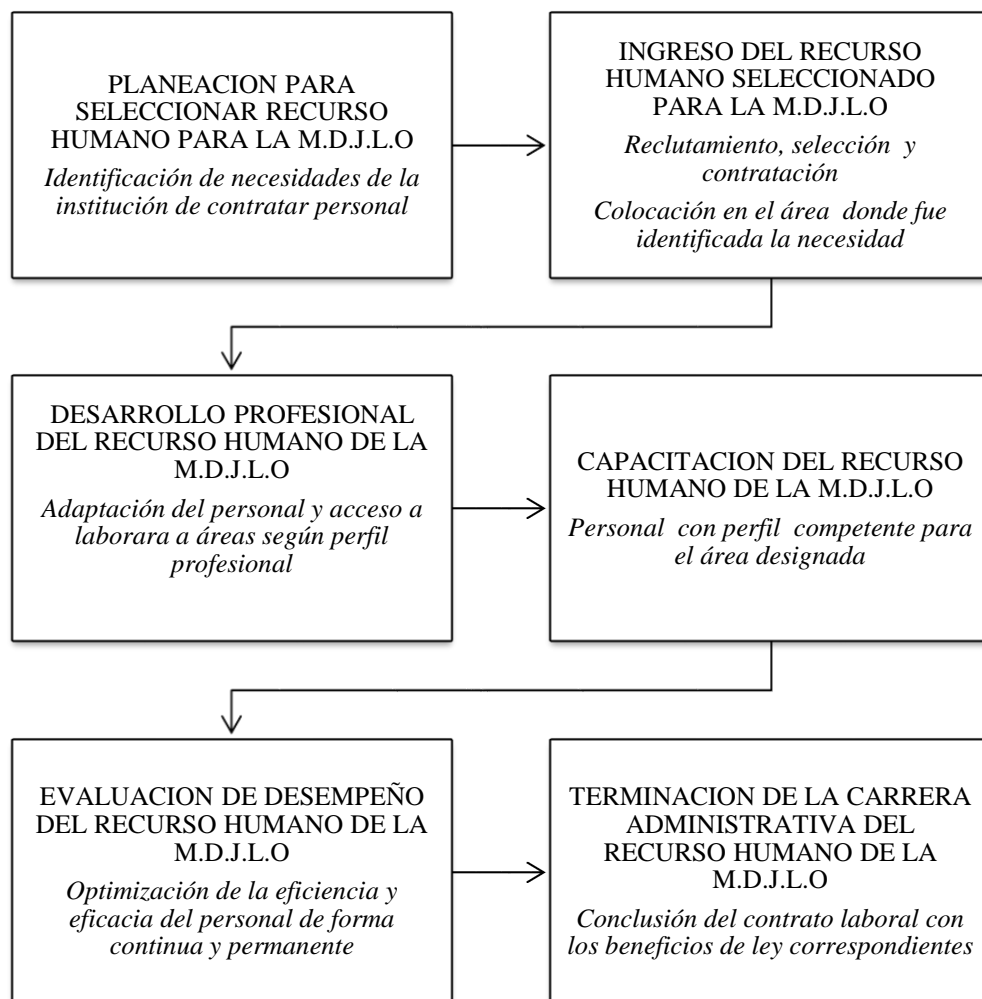 PLANEACION PARA
SELECCIONAR RECURSO
HUMANO PARA LA M.D.J.L.O
Identificación de necesidades de la
institución de contratar personal
INGRESO DEL RECURSO
HUMANO SELECCIONADO
PARA LA M.D.J.L.O
Reclutamiento, selección y
contratación
Colocación en el área donde fue
identificada la necesidad
DESARROLLO PROFESIONAL
DEL RECURSO HUMANO DE LA
M.D.J.L.O
Adaptación del personal y acceso a
laborara a áreas según perfil
profesional
CAPACITACION DEL RECURSO
HUMANO DE LA M.D.J.L.O
Personal con perfil competente para
el área designada
EVALUACION DE DESEMPEÑO
DEL RECURSO HUMANO DE LA
M.D.J.L.O
Optimización de la eficiencia y
eficacia del personal de forma
continua y permanente
TERMINACION DE LA CARRERA
ADMINISTRATIVA DEL
RECURSO HUMANO DE LA
M.D.J.L.O
Conclusión del contrato laboral con
los beneficios de ley correspondientes